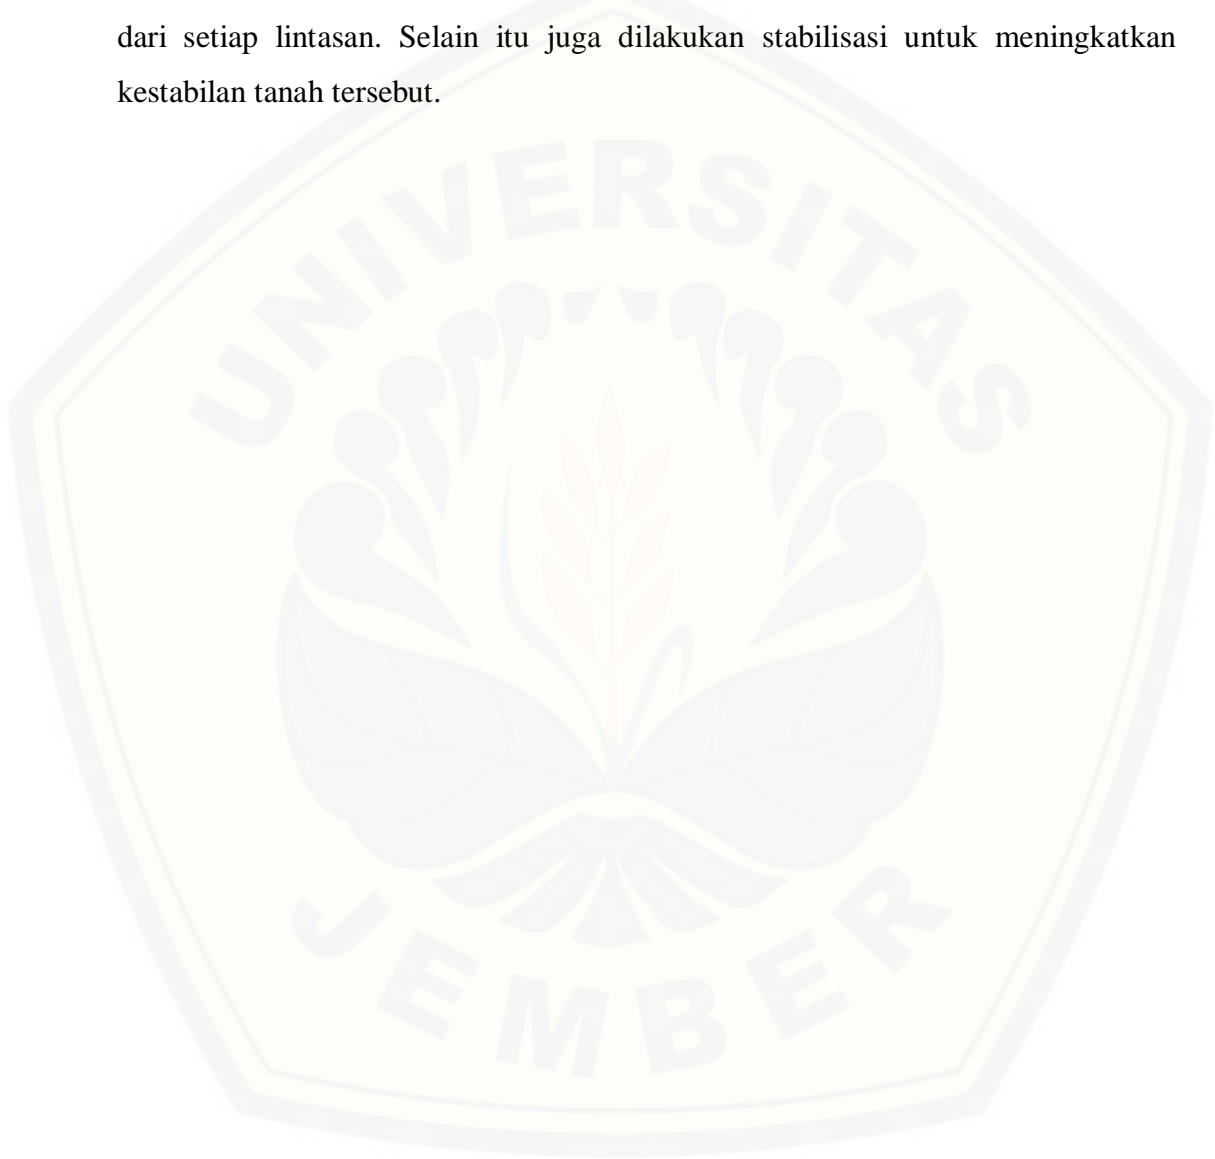 dari setiap lintasan. Selain itu juga dilakukan stabilisasi untuk meningkatkan
kestabilan tanah tersebut.
UNIVERSITAS
JEMBER